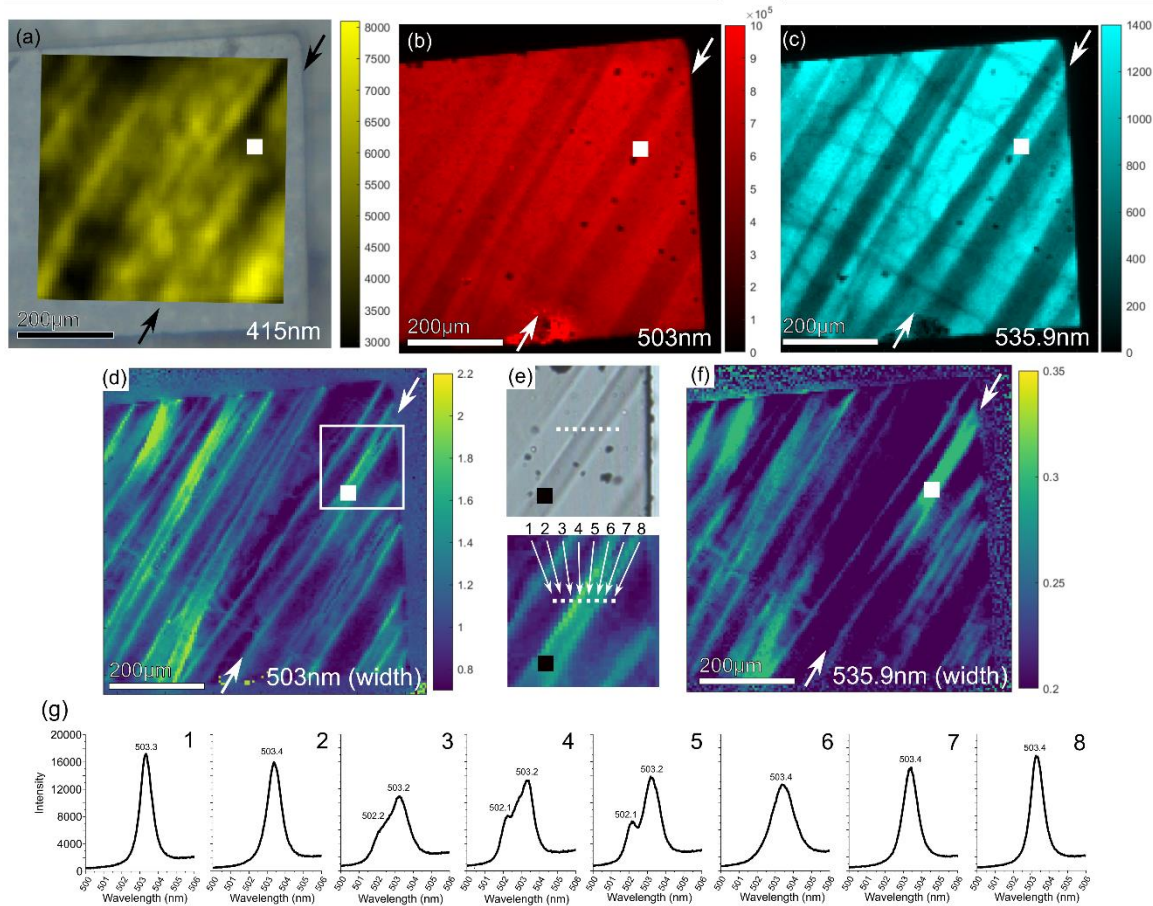 (a)
200µm
415nm
8000
7500
7000
6500
6000
5500
5000
4500
4000
3500
3000
(b)
200µm
503nm
×10⁵
10
9
8
7
6
5
4
3
2
1
0
(c)
200µm
535.9nm
1400
1200
1000
800
600
400
200
0
(d)
200µm
503nm (width)
2.2
2
1.8
1.6
1.4
1.2
1
0.8
(e)
1 2 3 4 5 6 7 8
(f)
200µm
535.9nm (width)
0.35
0.3
0.25
0.2
(g)
Intensity
20000
16000
12000
8000
4000
0
1
503.3
500 501 502 503 504 505 506
Wavelength (nm)
2
503.4
500 501 502 503 504 505 506
Wavelength (nm)
3
503.2
502.2
500 501 502 503 504 505 506
Wavelength (nm)
4
503.2
502.1
500 501 502 503 504 505 506
Wavelength (nm)
5
503.2
502.1
500 501 502 503 504 505 506
Wavelength (nm)
6
503.4
500 501 502 503 504 505 506
Wavelength (nm)
7
503.4
500 501 502 503 504 505 506
Wavelength (nm)
8
503.4
500 501 502 503 504 505 506
Wavelength (nm)